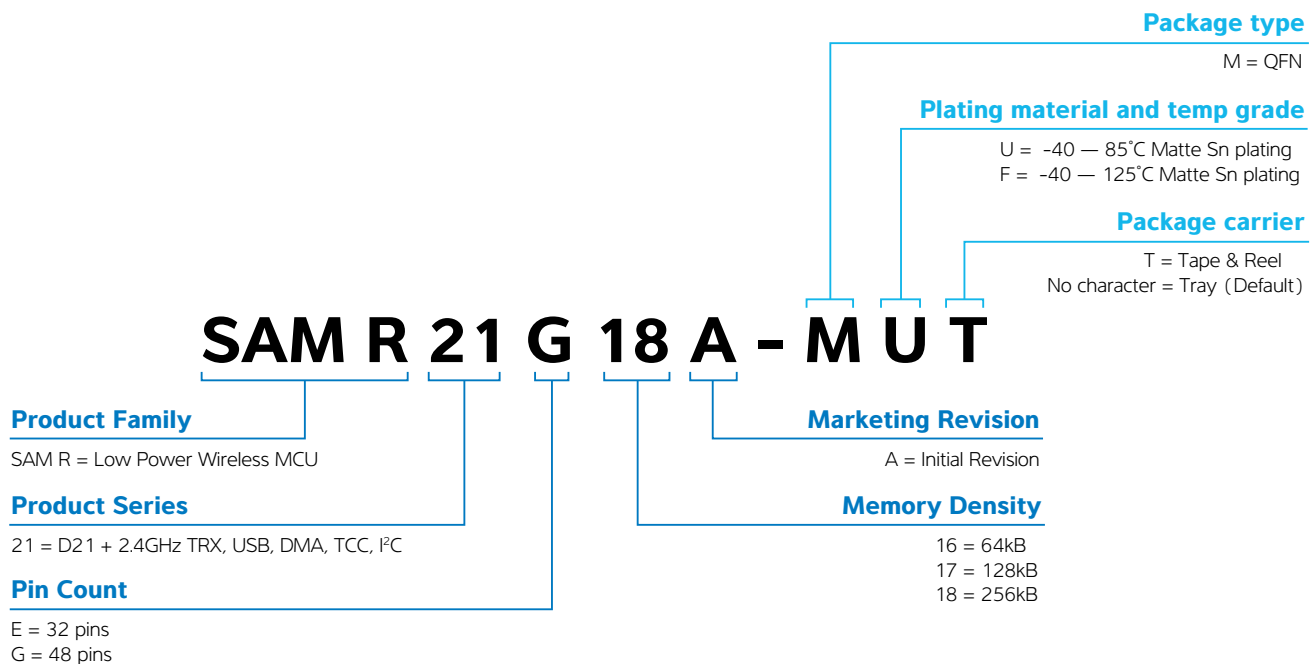 Package type
M = QFN
Plating material and temp grade
U = -40 — 85˚C Matte Sn plating
F = -40 — 125˚C Matte Sn plating
Package carrier
T = Tape & Reel
No character = Tray (Default)
SAM R 21 G 18 A - M U T
Product Family
SAM R = Low Power Wireless MCU
Product Series
21 = D21 + 2.4GHz TRX, USB, DMA, TCC, I²C
Pin Count
E = 32 pins
G = 48 pins
Marketing Revision
A = Initial Revision
Memory Density
16 = 64kB
17 = 128kB
18 = 256kB